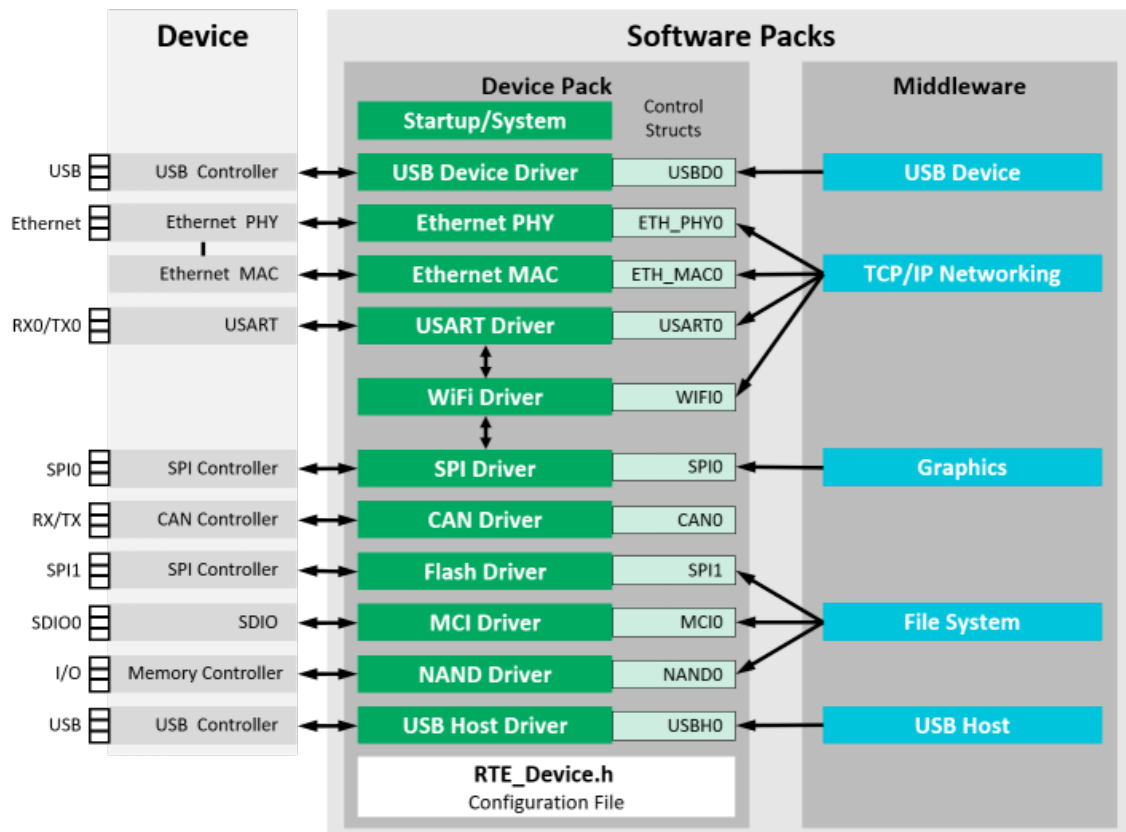 Device
Software Packs
Device Pack
Middleware
Control
Structs
Startup/System
USB
USB Controller
USB Device Driver
USBD0
USB Device
Ethernet
Ethernet PHY
Ethernet PHY
ETH_PHY0
Ethernet MAC
Ethernet MAC
ETH_MAC0
TCP/IP Networking
RX0/TX0
USART
USART Driver
USART0
WiFi Driver
WIFI0
SPI0
SPI Controller
SPI Driver
SPI0
Graphics
RX/TX
CAN Controller
CAN Driver
CAN0
SPI1
SPI Controller
Flash Driver
SPI1
SDIO0
SDIO
MCI Driver
MCI0
File System
I/O
Memory Controller
NAND Driver
NAND0
USB
USB Controller
USB Host Driver
USBH0
USB Host
RTE_Device.h
Configuration File